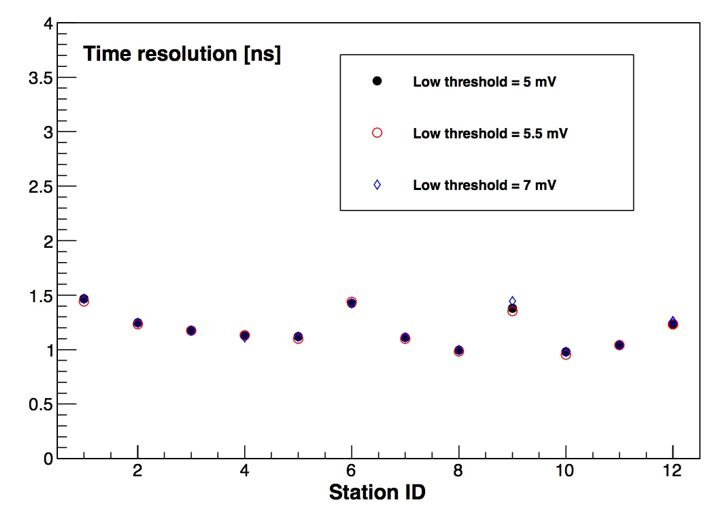 Time resolution [ns]
Low threshold = 5 mV
Low threshold = 5.5 mV
Low threshold = 7 mV
4
3.5
3
2.5
2
1.5
1
0.5
0
2 4 6 8 10 12
Station ID